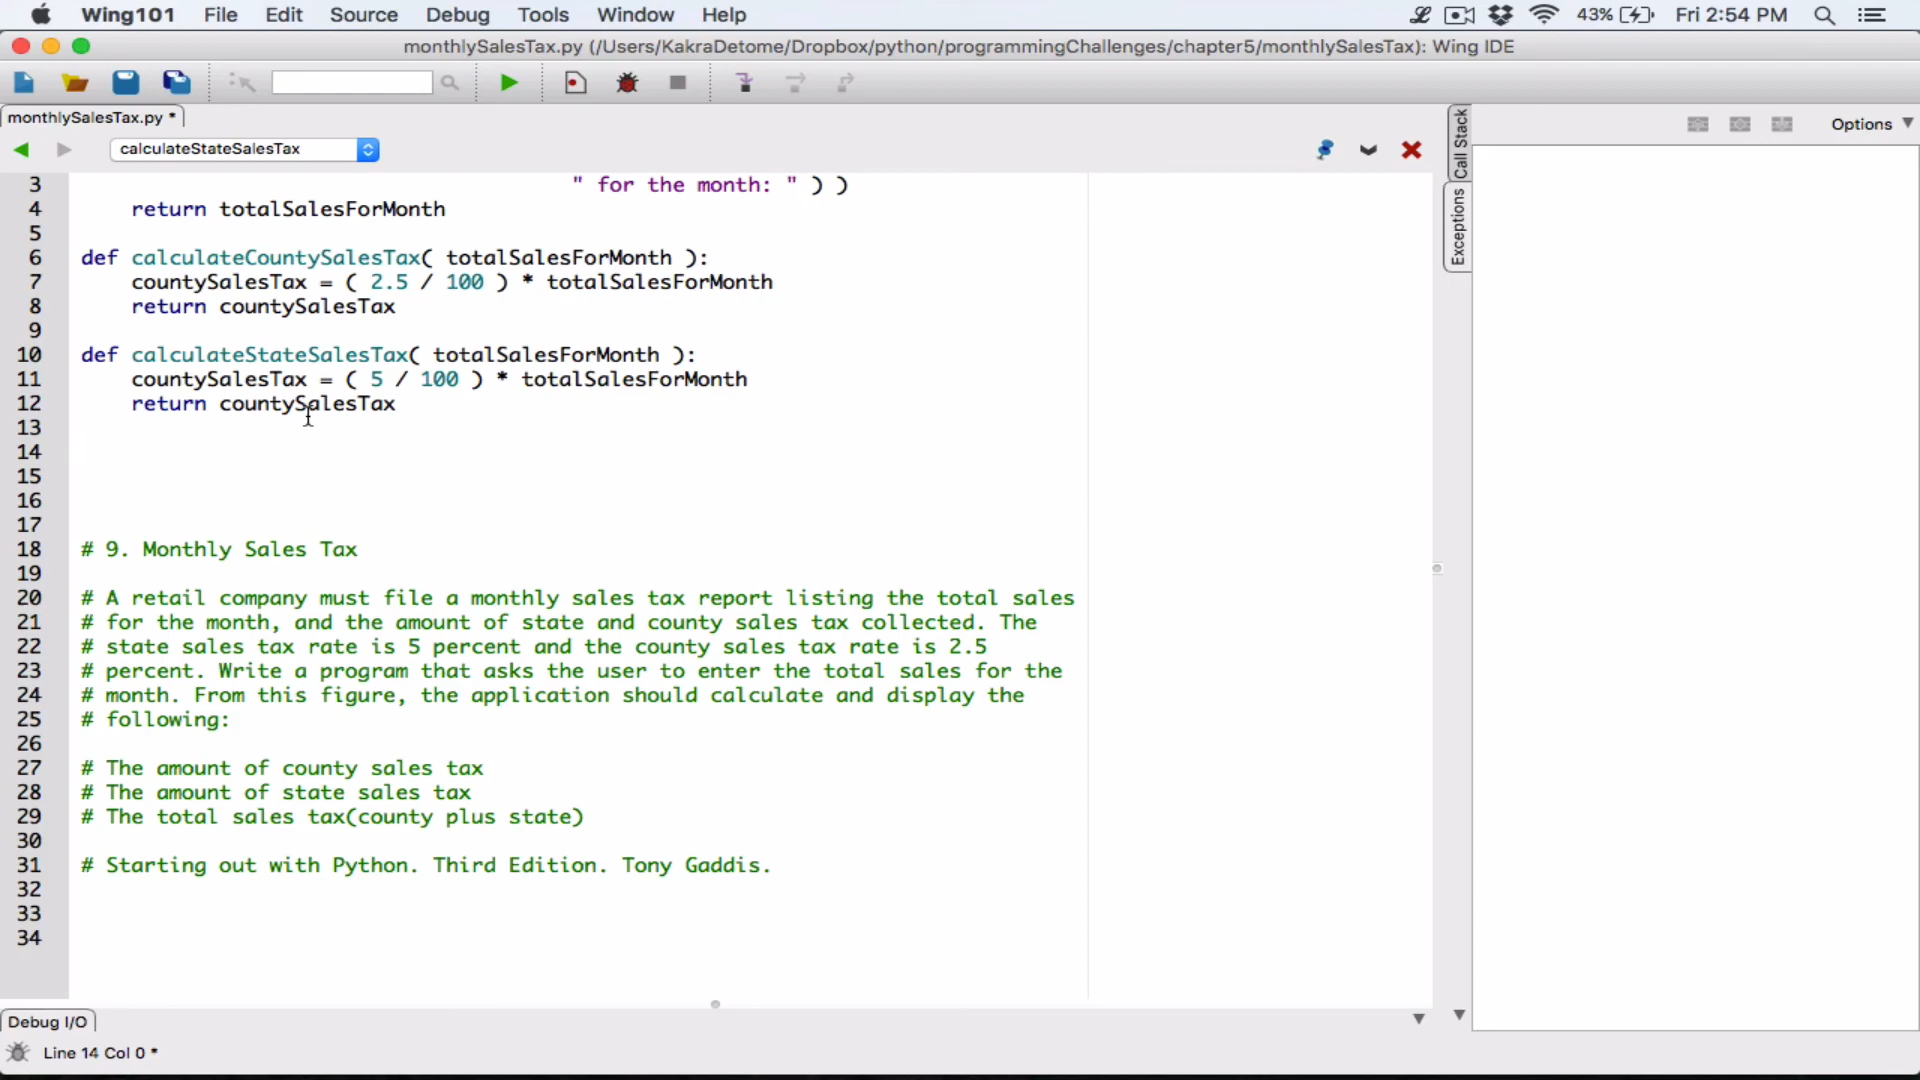 Wing101 File Edit Source Debug Tools Window Help 43% Fri 2:54 PM
monthlySalesTax.py (/Users/KakraDetome/Dropbox/python/programmingChallenges/chapter5/monthlySalesTax): Wing IDE
monthlySalesTax.py *
calculateStateSalesTax
Call Stack
Exceptions
Options
3 " for the month: " ) )
4 return totalSalesForMonth
5
6 def calculateCountySalesTax( totalSalesForMonth ):
7 countySalesTax = ( 2.5 / 100 ) * totalSalesForMonth
8 return countySalesTax
9
10 def calculateStateSalesTax( totalSalesForMonth ):
11 countySalesTax = ( 5 / 100 ) * totalSalesForMonth
12 return countySalesTax
13
14
15
16
17
18 # 9. Monthly Sales Tax
19
20 # A retail company must file a monthly sales tax report listing the total sales
21 # for the month, and the amount of state and county sales tax collected. The
22 # state sales tax rate is 5 percent and the county sales tax rate is 2.5
23 # percent. Write a program that asks the user to enter the total sales for the
24 # month. From this figure, the application should calculate and display the
25 # following:
26
27 # The amount of county sales tax
28 # The amount of state sales tax
29 # The total sales tax(county plus state)
30
31 # Starting out with Python. Third Edition. Tony Gaddis.
32
33
34
Debug I/O
Line 14 Col 0 *